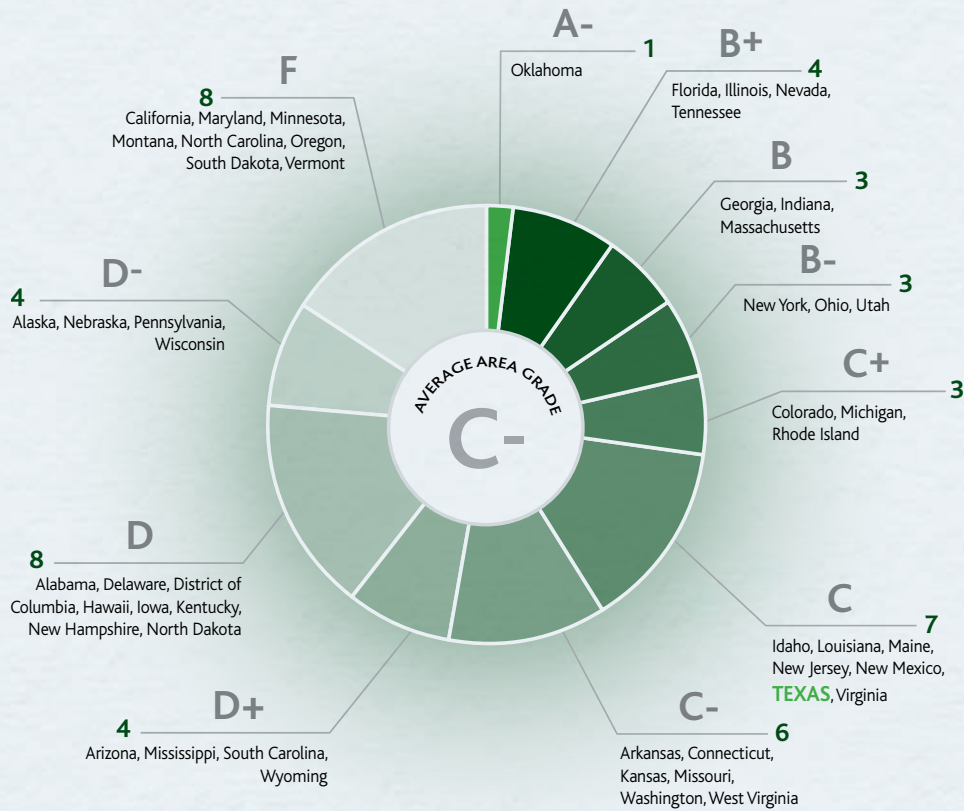 A-
1
Oklahoma
B+
4
Florida, Illinois, Nevada,
Tennessee
B
3
Georgia, Indiana,
Massachusetts
B-
3
New York, Ohio, Utah
C+
3
Colorado, Michigan,
Rhode Island
C
7
Idaho, Louisiana, Maine,
New Jersey, New Mexico,
TEXAS, Virginia
C-
6
Arkansas, Connecticut,
Kansas, Missouri,
Washington, West Virginia
D+
4
Arizona, Mississippi, South Carolina,
Wyoming
D
8
Alabama, Delaware, District of
Columbia, Hawaii, Iowa, Kentucky,
New Hampshire, North Dakota
D-
4
Alaska, Nebraska, Pennsylvania,
Wisconsin
F
8
California, Maryland, Minnesota,
Montana, North Carolina, Oregon,
South Dakota, Vermont
AVERAGE AREA GRADE
C-